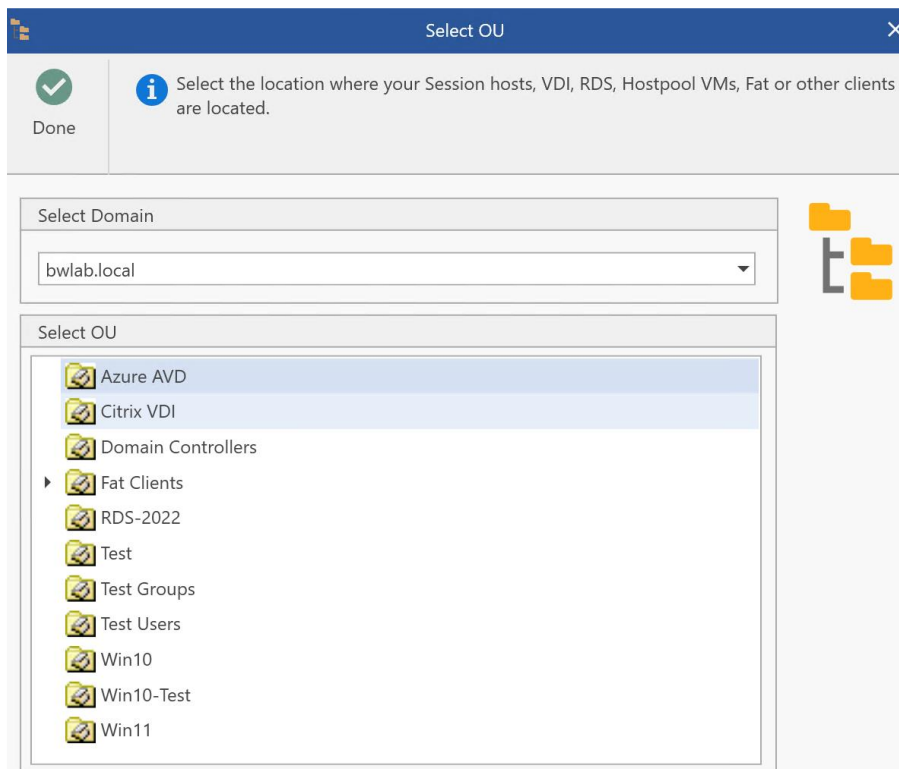 Select OU
Select the location where your Session hosts, VDI, RDS, Hostpool VMs, Fat or other clients
are located.
Done
Select Domain
bwlab.local
Select OU
Azure AVD
Citrix VDI
Domain Controllers
Fat Clients
RDS-2022
Test
Test Groups
Test Users
Win10
Win10-Test
Win11